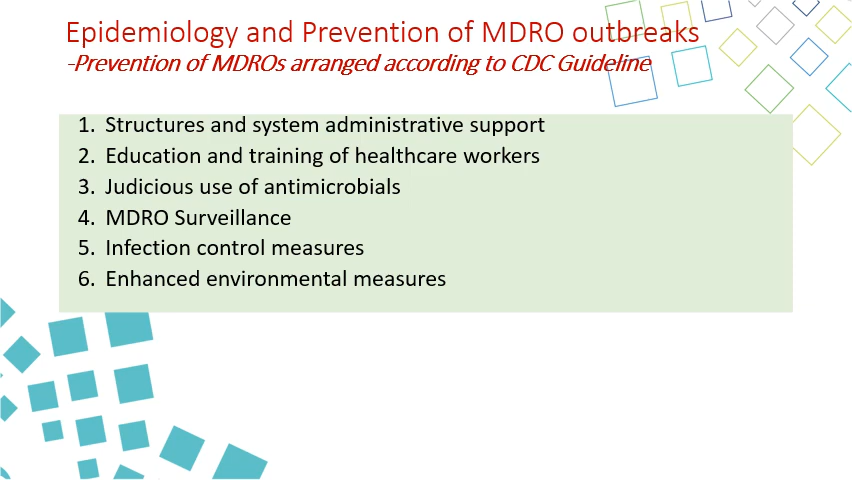 Epidemiology and Prevention of MDRO outbreaks
-Prevention of MDROs arranged according to CDC Guideline
1. Structures and system administrative support
2. Education and training of healthcare workers
3. Judicious use of antimicrobials
4. MDRO Surveillance
5. Infection control measures
6. Enhanced environmental measures